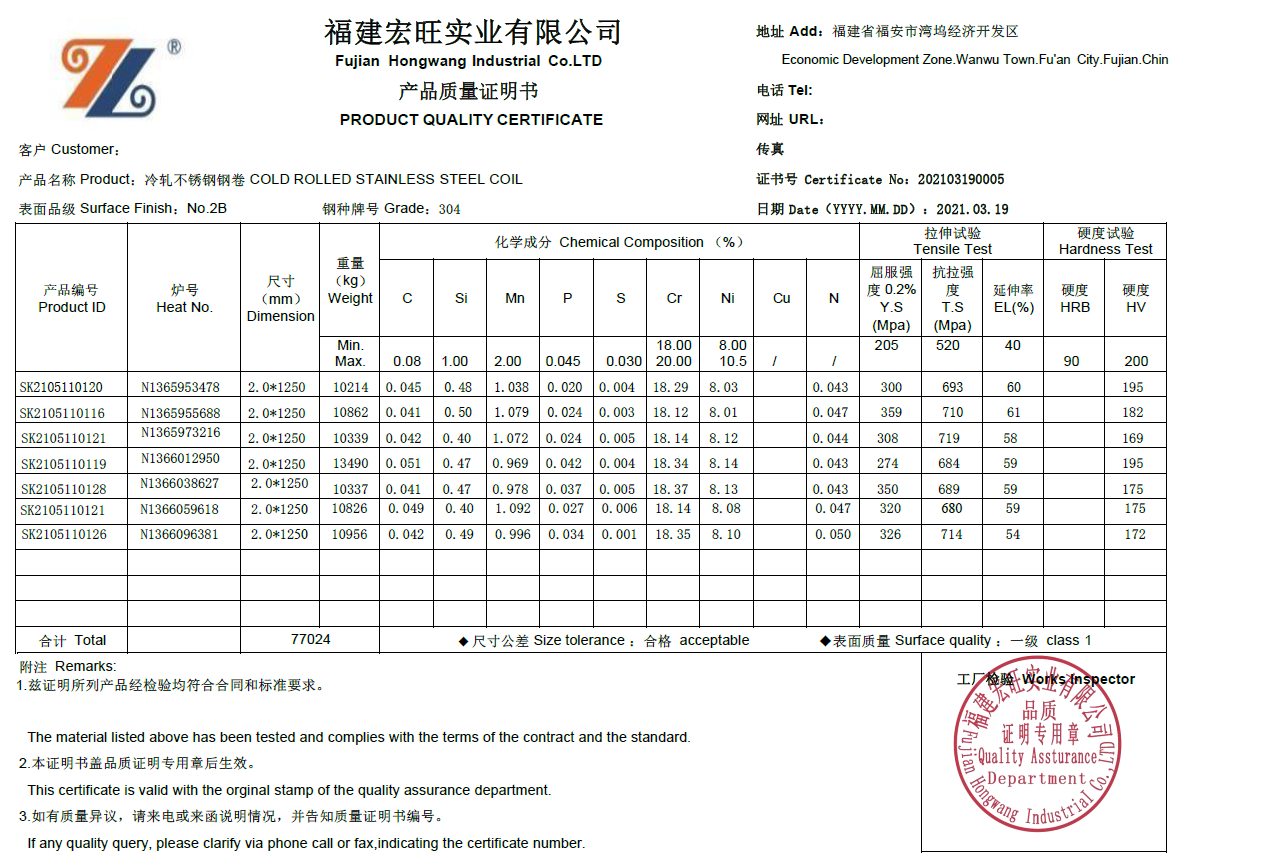 ®
福建宏旺实业有限公司
Fujian Hongwang Industrial Co.LTD
产品质量证明书
PRODUCT QUALITY CERTIFICATE
地址 Add：福建省福安市湾坞经济开发区
Economic Development Zone.Wanwu Town.Fu'an City.Fujian.Chin
电话 Tel:
网址 URL：
客户 Customer：
传真
产品名称 Product：冷轧不锈钢钢卷 COLD ROLLED STAINLESS STEEL COIL
证书号 Certificate No：202103190005
表面品级 Surface Finish：No.2B
钢种牌号 Grade：304
日期 Date（YYYY.MM.DD）：2021.03.19
产品编号 Product ID
炉号 Heat No.
尺寸（mm） Dimension
重量（kg） Weight
化学成分 Chemical Composition （%）
拉伸试验 Tensile Test
硬度试验 Hardness Test
C Si Mn P S Cr Ni Cu N
屈服强度 0.2% Y.S (Mpa)
抗拉强度 T.S (Mpa)
延伸率 EL(%)
硬度 HRB
硬度 HV
Min. 18.00 8.00 205 520 40
Max. 0.08 1.00 2.00 0.045 0.030 20.00 10.5 / / 90 200
SK2105110120 N1365953478 2.0*1250 10214 0.045 0.48 1.038 0.020 0.004 18.29 8.03 0.043 300 693 60 195
SK2105110116 N1365955688 2.0*1250 10862 0.041 0.50 1.079 0.024 0.003 18.12 8.01 0.047 359 710 61 182
SK2105110121 N1365973216 2.0*1250 10339 0.042 0.40 1.072 0.024 0.005 18.14 8.12 0.044 308 719 58 169
SK2105110119 N1366012950 2.0*1250 13490 0.051 0.47 0.969 0.042 0.004 18.34 8.14 0.043 274 684 59 195
SK2105110128 N1366038627 2.0*1250 10337 0.041 0.47 0.978 0.037 0.005 18.37 8.13 0.043 350 689 59 175
SK2105110121 N1366059618 2.0*1250 10826 0.049 0.40 1.092 0.027 0.006 18.14 8.08 0.047 320 680 59 175
SK2105110126 N1366096381 2.0*1250 10956 0.042 0.49 0.996 0.034 0.001 18.35 8.10 0.050 326 714 54 172
合计 Total 77024 ◆尺寸公差 Size tolerance：合格 acceptable ◆表面质量 Surface quality：一级 class 1
附注 Remarks:
1.兹证明所列产品经检验均符合合同和标准要求。
The material listed above has been tested and complies with the terms of the contract and the standard.
2.本证明书盖品质证明专用章后生效。
This certificate is valid with the orginal stamp of the quality assurance department.
3.如有质量异议，请来电或来函说明情况，并告知质量证明书编号。
If any quality query, please clarify via phone call or fax,indicating the certificate number.
工厂检验 Works Inspector
福建宏旺实业有限公司
品质
证明专用章
Quality Assturance
Department
Fujian Hongwang Industrial Co.,LTD